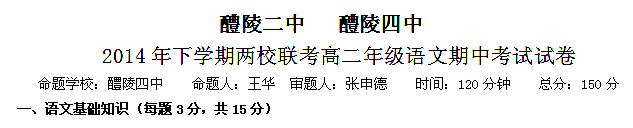 醴陵二中 醴陵四中
2014年下学期两校联考高二年级语文期中考试试卷
命题学校：醴陵四中 命题人：王华 审题人：张申德 时间：120分钟 总分：150分
一、语文基础知识（每题3分，共15分）